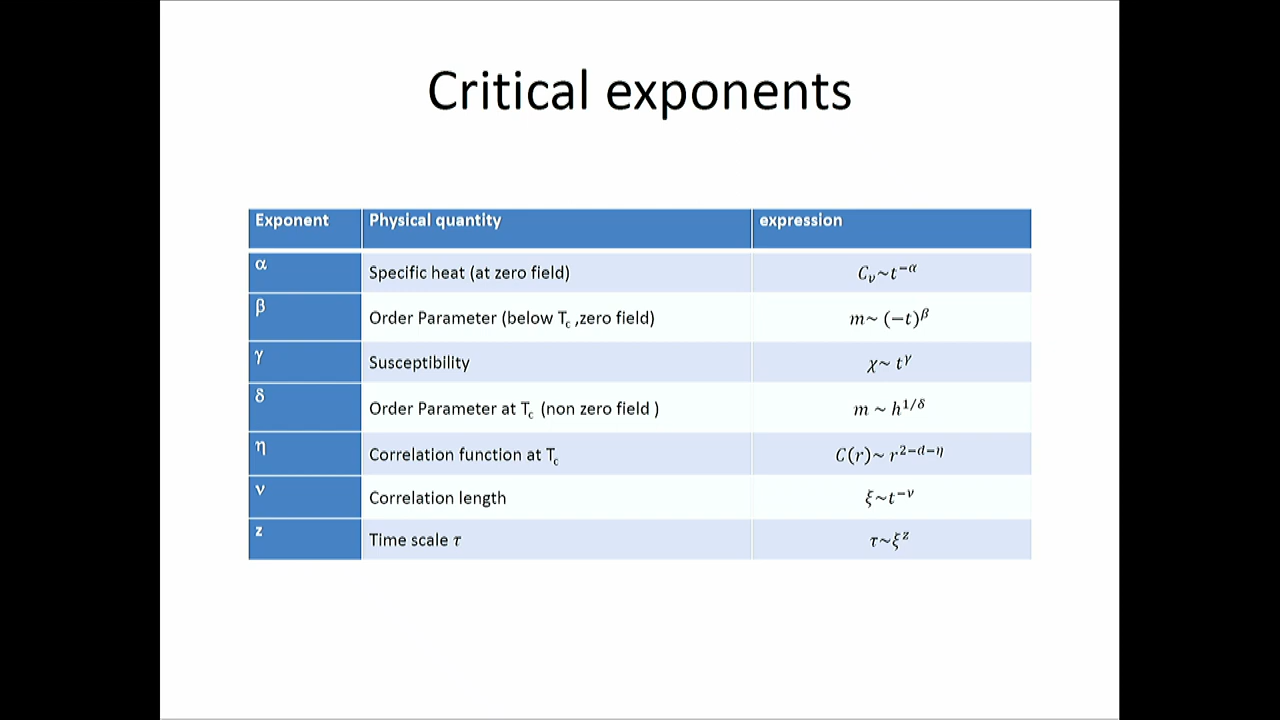 Critical exponents
Exponent Physical quantity expression
α Specific heat (at zero field) C_v~t^{-α}
β Order Parameter (below T_c ,zero field) m~ (−t)^β
γ Susceptibility χ~ t^γ
δ Order Parameter at T_c (non zero field ) m ~ h^{1/δ}
η Correlation function at T_c C(r)~ r^{2−d−η}
ν Correlation length ξ~t^{−ν}
z Time scale τ τ~ξ^z